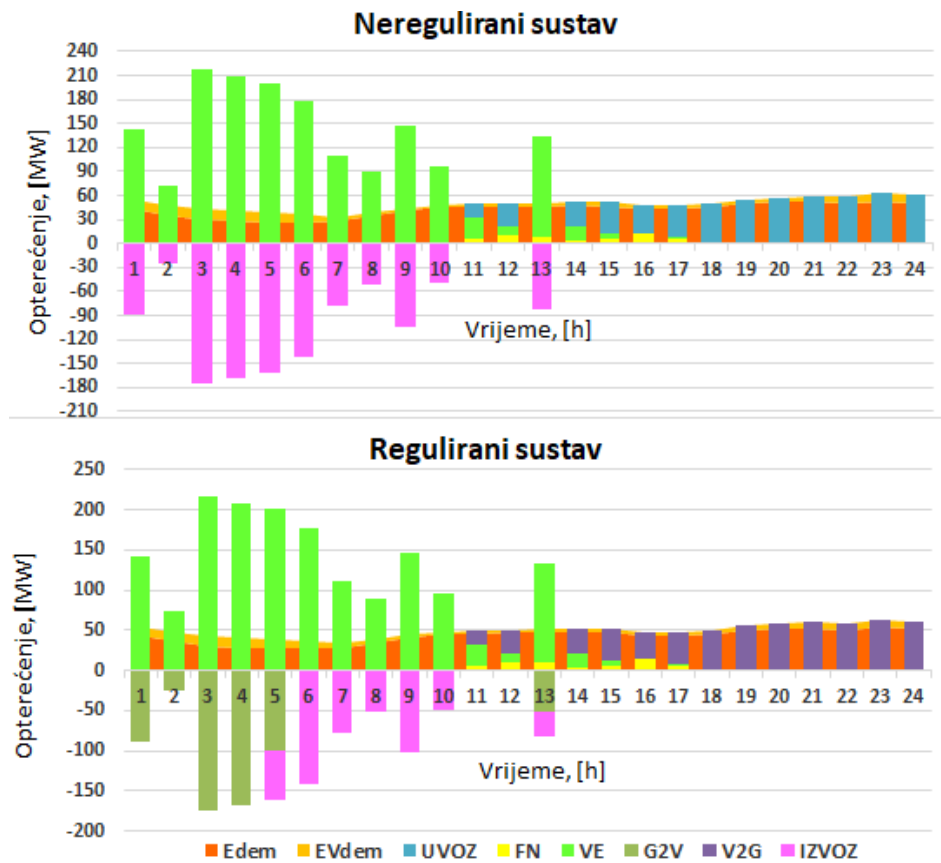 Neregulirani sustav
240
210
180
150
120
90
60
30
0
-30
-60
-90
-120
-150
-180
-210
Opterećenje, [MW]
1 2 3 4 5 6 7 8 9 10 11 12 13 14 15 16 17 18 19 20 21 22 23 24
Vrijeme, [h]
Regulirani sustav
250
200
150
100
50
0
-50
-100
-150
-200
Opterećenje, [MW]
1 2 3 4 5 6 7 8 9 10 11 12 13 14 15 16 17 18 19 20 21 22 23 24
Vrijeme, [h]
Edem EVdem UVOZ FN VE G2V V2G IZVOZ